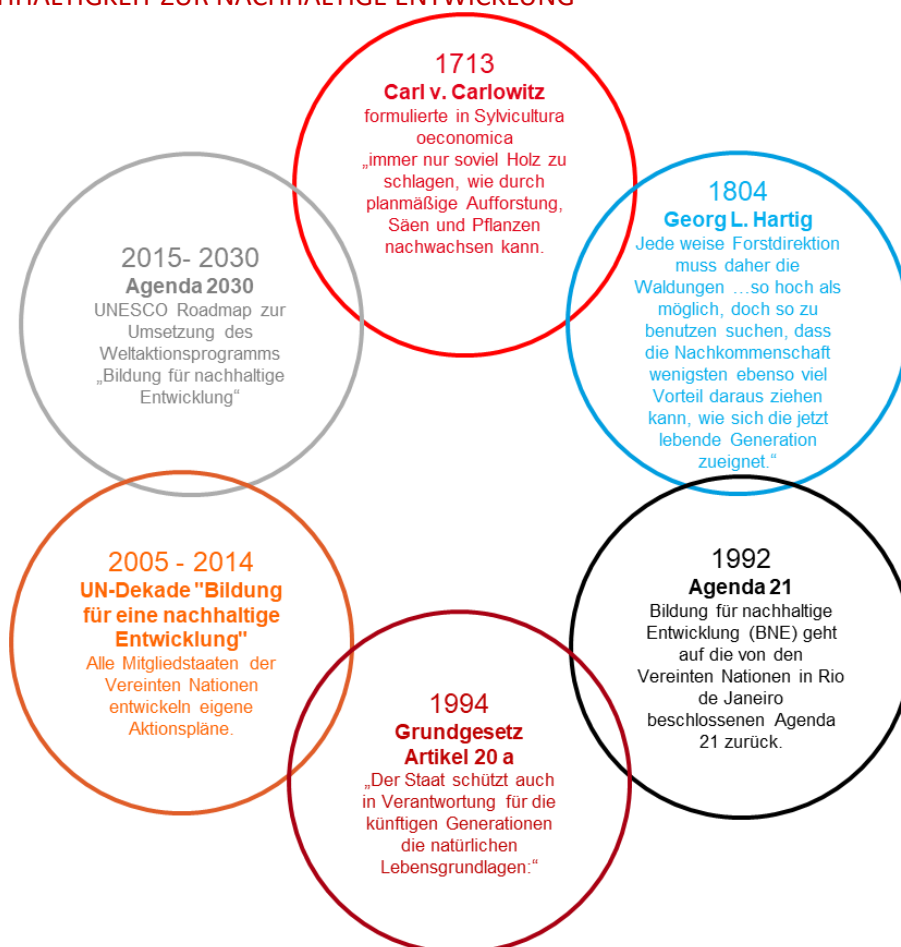 HHALTIGKEIT ZUR NACHHALTIGE ENTWICKLUNG
1713
Carl v. Carlowitz
formulierte in Sylvicultura
oeconomica
„immer nur soviel Holz zu
schlagen, wie durch
planmäßige Aufforstung,
Säen und Pflanzen
nachwachsen kann.
1804
Georg L. Hartig
Jede weise Forstdirektion
muss daher die
Waldungen …so hoch als
möglich, doch so zu
benutzen suchen, dass
die Nachkommenschaft
wenigsten ebenso viel
Vorteil daraus ziehen
kann, wie sich die jetzt
lebende Generation
zueignet.“
1992
Agenda 21
Bildung für nachhaltige
Entwicklung (BNE) geht
auf die von den
Vereinten Nationen in Rio
de Janeiro
beschlossenen Agenda
21 zurück.
1994
Grundgesetz
Artikel 20 a
„Der Staat schützt auch
in Verantwortung für die
künftigen Generationen
die natürlichen
Lebensgrundlagen:“
2005 - 2014
UN-Dekade "Bildung
für eine nachhaltige
Entwicklung"
Alle Mitgliedstaaten der
Vereinten Nationen
entwickeln eigene
Aktionspläne.
2015- 2030
Agenda 2030
UNESCO Roadmap zur
Umsetzung des
Weltaktionsprogramms
„Bildung für nachhaltige
Entwicklung“